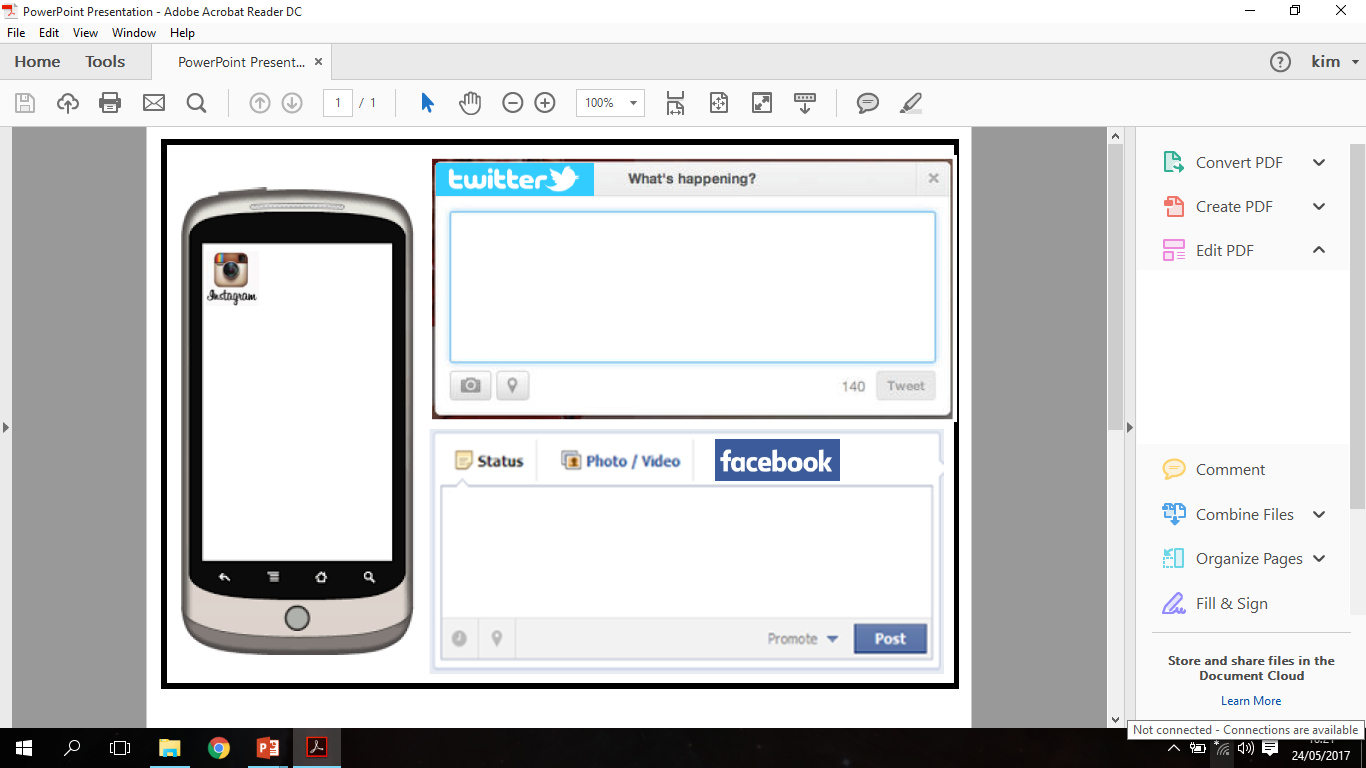 PowerPoint Presentation - Adobe Acrobat Reader DC
File Edit View Window Help
Home Tools PowerPoint Present... × kim
1 / 1 100%
twitter What's happening? ×
Instagram
140 Tweet
Status Photo / Video facebook
Promote Post
Convert PDF
Create PDF
Edit PDF
Comment
Combine Files
Organize Pages
Fill & Sign
Store and share files in the
Document Cloud
Learn More
Not connected - Connections are available
24/05/2017